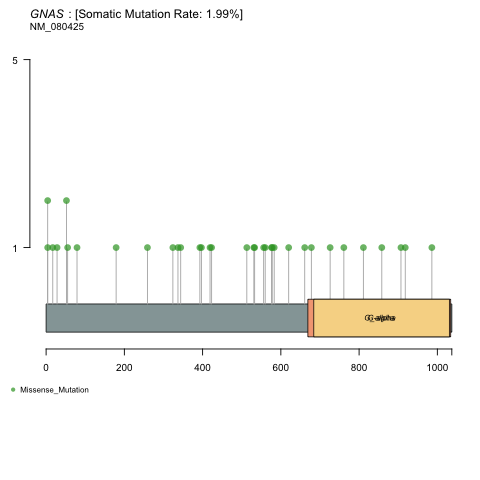 GNAS : [Somatic Mutation Rate: 1.99%]
NM_080425
5
1
0 200 400 600 800 1000
Missense_Mutation